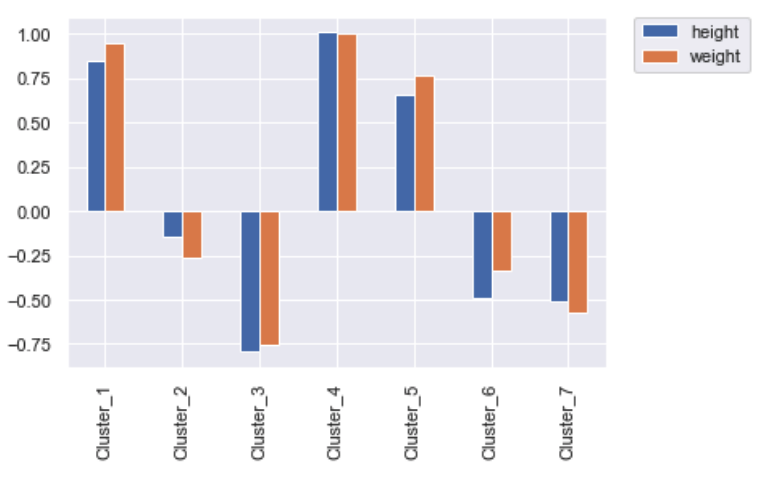 height
weight
1.00
0.75
0.50
0.25
0.00
−0.25
−0.50
−0.75
Cluster_1
Cluster_2
Cluster_3
Cluster_4
Cluster_5
Cluster_6
Cluster_7